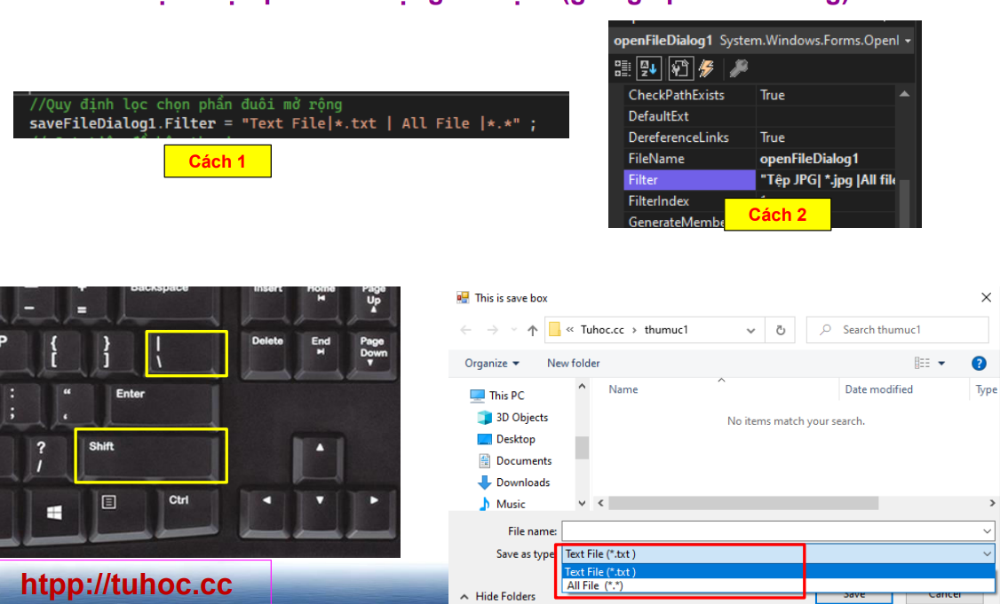 openFileDialog1 System.Windows.Forms.OpenI
CheckPathExists True
DefaultExt
DereferenceLinks True
FileName openFileDialog1
Filter "Tệp JPG| *.jpg |All file
FilterIndex
GenerateMembe
Cách 2
//Quy định lọc chọn phần đuôi mở rộng
saveFileDialog1.Filter = "Text File|*.txt | All File |*.*" ;
Cách 1
Backspace Insert Home Page Up
- + =
P { [ } ] | \ Delete End Page Down
: ; “ ‘ Enter
? / Shift
Ctrl
htpp://tuhoc.cc
This is save box
« Tuhoc.cc › thumuc1 Search thumuc1
Organize New folder
Name Date modified Type
This PC
3D Objects
Desktop
Documents
Downloads
Music
No items match your search.
File name:
Save as type: Text File (*.txt )
Text File (*.txt )
All File (*.*)
Hide Folders Save Cancel